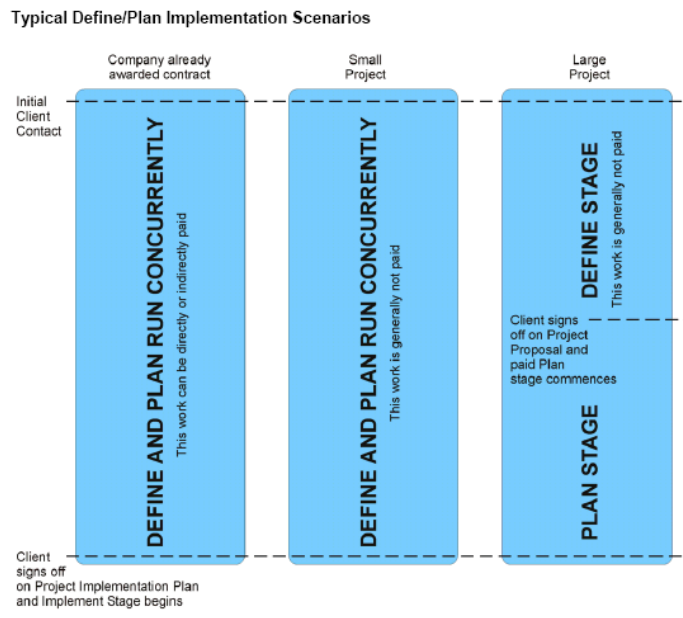 Typical Define/Plan Implementation Scenarios
Company already
awarded contract
Small
Project
Large
Project
Initial
Client
Contact
DEFINE AND PLAN RUN CONCURRENTLY
This work can be directly or indirectly paid
DEFINE AND PLAN RUN CONCURRENTLY
This work is generally not paid
DEFINE STAGE
This work is generally not paid
Client signs
off on Project
Proposal and
paid Plan
stage commences
PLAN STAGE
Client
signs off
on Project Implementation Plan
and Implement Stage begins